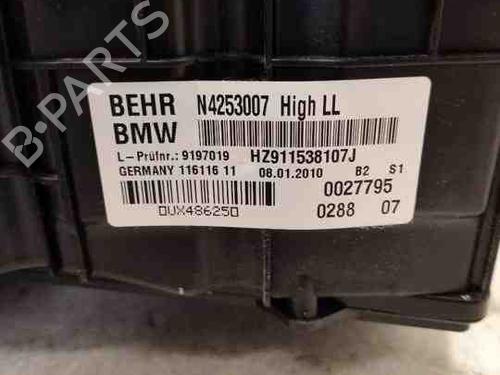 B-PARTS
BEHR N4253007 High LL
BMW
L-Prüfnr.: 9197019 HZ911538107J
GERMANY 116116 11 08.01.2010 B2 S1
0027795
0UX486250 0288 07